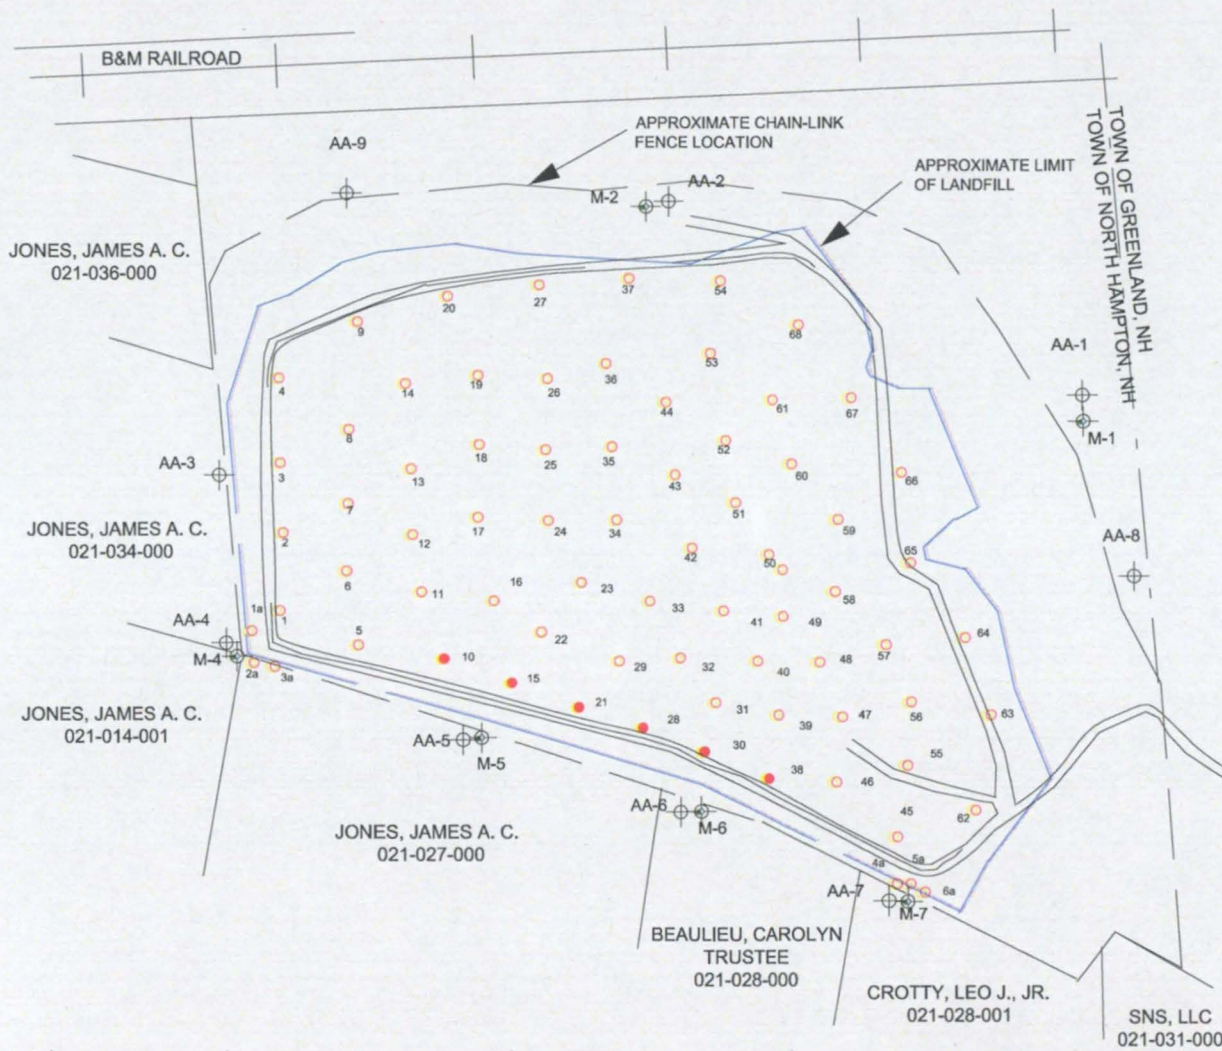 B&M RAILROAD
APPROXIMATE CHAIN-LINK
FENCE LOCATION
AA-9
APPROXIMATE LIMIT
OF LANDFILL
TOWN OF GREENLAND, NH
TOWN OF NORTH HAMPTON, NH
M-2
AA-2
JONES, JAMES A. C.
021-036-000
37
54
27
20
9
68
AA-1
53
36
19
26
4
14
61
67
44
M-1
8
52
18
25
35
AA-3
3
13
43
60
66
7
51
JONES, JAMES A. C.
021-034-000
17
24
34
59
2
12
42
AA-8
65
50
6
16
23
11
33
58
1a
1
41
49
AA-4
5
22
64
M-4
10
29
32
40
48
57
2a
3a
15
JONES, JAMES A. C.
021-014-001
21
31
39
47
56
63
28
AA-5
M-5
30
55
38
46
AA-6
M-6
45
62
JONES, JAMES A. C.
021-027-000
4a
5a
AA-7
6a
M-7
BEAULIEU, CAROLYN
TRUSTEE
021-028-000
CROTTY, LEO J., JR.
021-028-001
SNS, LLC
021-031-000